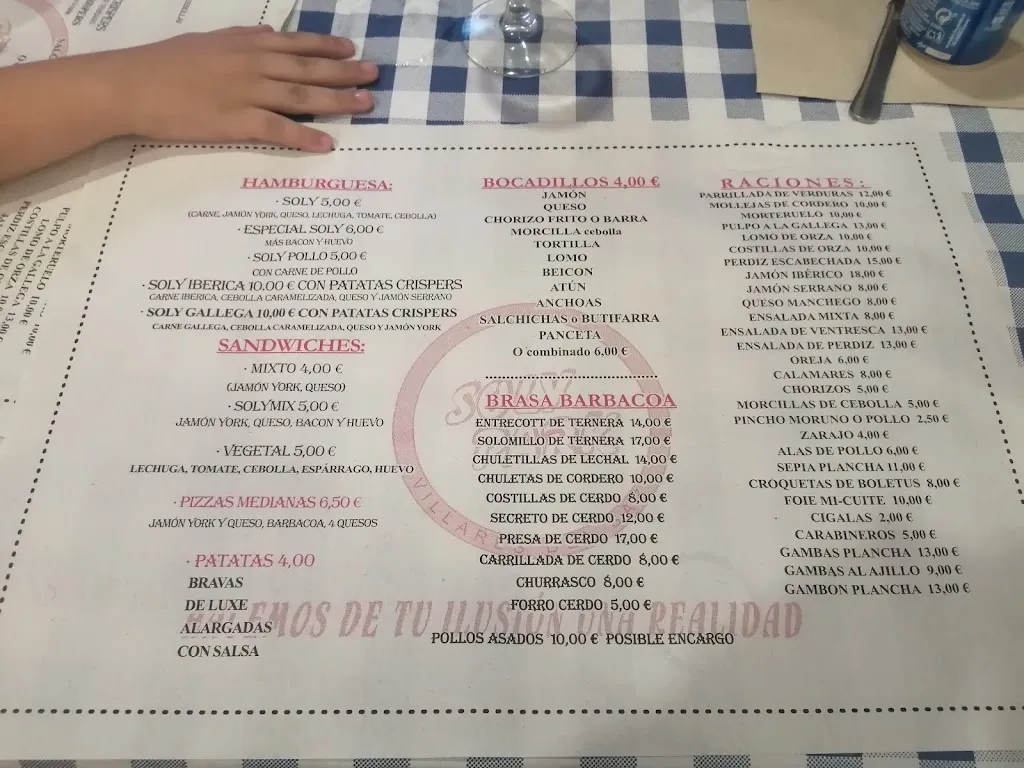 HAMBURGUESA:
· SOLY 5,00 €
(CARNE, JAMÓN YORK, QUESO, LECHUGA, TOMATE, CEBOLLA)
· ESPECIAL SOLY 6,00 €
MÁS BACON Y HUEVO
· SOLY POLLO 5,00 €
CON CARNE DE POLLO
· SOLY IBERICA 10.00 € CON PATATAS CRISPERS
CARNE IBERICA, CEBOLLA CARAMELIZADA, QUESO Y JAMÓN SERRANO
· SOLY GALLEGA 10,00 € CON PATATAS CRISPERS
CARNE GALLEGA, CEBOLLA CARAMELIZADA, QUESO Y JAMÓN YORK
SANDWICHES:
· MIXTO 4,00 €
(JAMÓN YORK, QUESO)
· SOLYMIX 5,00 €
JAMÓN YORK, QUESO, BACON Y HUEVO
· VEGETAL 5,00 €
LECHUGA, TOMATE, CEBOLLA, ESPÁRRAGO, HUEVO
· PIZZAS MEDIANAS 6,50 €
JAMÓN YORK Y QUESO, BARBACOA, 4 QUESOS
· PATATAS 4,00
BRAVAS
DE LUXE
ALARGADAS
CON SALSA
BOCADILLOS 4,00 €
JAMÓN
QUESO
CHORIZO FRITO O BARRA
MORCILLA cebolla
TORTILLA
LOMO
BEICON
ATÚN
ANCHOAS
SALCHICHAS o BUTIFARRA
PANCETA
O combinado 6,00 €
BRASA BARBACOA
ENTRECOTT DE TERNERA 14,00 €
SOLOMILLO DE TERNERA 17,00 €
CHULETILLAS DE LECHAL 14,00 €
CHULETAS DE CORDERO 10,00 €
COSTILLAS DE CERDO 8,00 €
SECRETO DE CERDO 12,00 €
PRESA DE CERDO 17,00 €
CARRILLADA DE CERDO 8,00 €
CHURRASCO 8,00 €
FORRO CERDO 5,00 €
POLLOS ASADOS 10,00 € POSIBLE ENCARGO
RACIONES:
PARRILLADA DE VERDURAS 12,00 €
MOLLEJAS DE CORDERO 10,00 €
MORTERUELO 10,00 €
PULPO A LA GALLEGA 13,00 €
LOMO DE ORZA 10,00 €
COSTILLAS DE ORZA 10,00 €
PERDIZ ESCABECHADA 15,00 €
JAMÓN IBÉRICO 18,00 €
JAMÓN SERRANO 8,00 €
QUESO MANCHEGO 8,00 €
ENSALADA MIXTA 8,00 €
ENSALADA DE VENTRESCA 13,00 €
ENSALADA DE PERDIZ 13,00 €
OREJA 6,00 €
CALAMARES 8,00 €
CHORIZOS 5,00 €
MORCILLAS DE CEBOLLA 5,00 €
PINCHO MORUNO O POLLO 2,50 €
ZARAJO 4,00 €
ALAS DE POLLO 6,00 €
SEPIA PLANCHA 11,00 €
CROQUETAS DE BOLETUS 8,00 €
FOIE MI-CUITE 10,00 €
CIGALAS 2,00 €
CARABINEROS 5,00 €
GAMBAS PLANCHA 13,00 €
GAMBAS AL AJILLO 9,00 €
GAMBON PLANCHA 13,00 €
DE TU ILUSIÓN UNA REALIDAD
MORTERUELO 10,00 €
PULPO A LA GALLEGA 13,00 €
LOMO DE ORZA
COSTILLAS DE ORZA